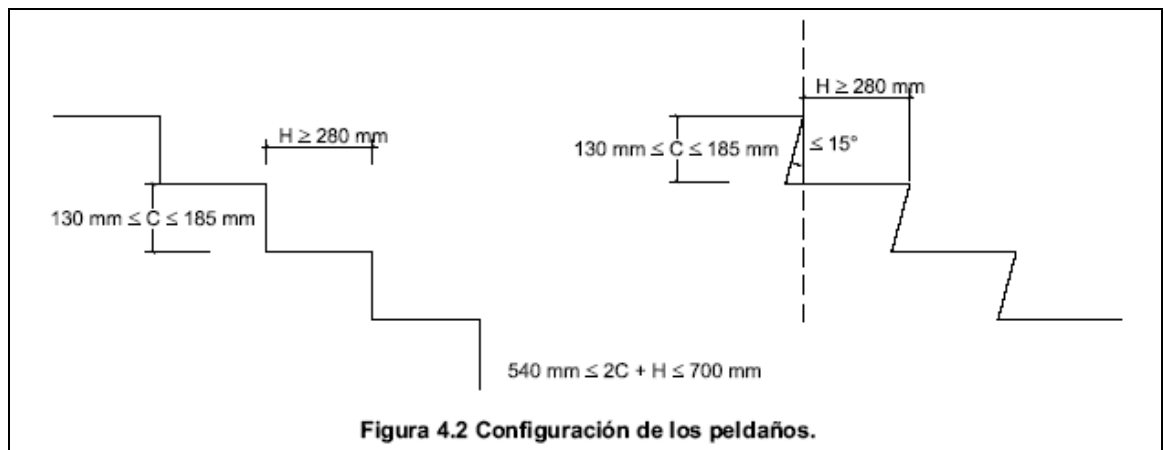 H ≥ 280 mm
130 mm ≤ C ≤ 185 mm
H ≥ 280 mm
130 mm ≤ C ≤ 185 mm
≤ 15°
540 mm ≤ 2C + H ≤ 700 mm
Figura 4.2 Configuración de los peldaños.